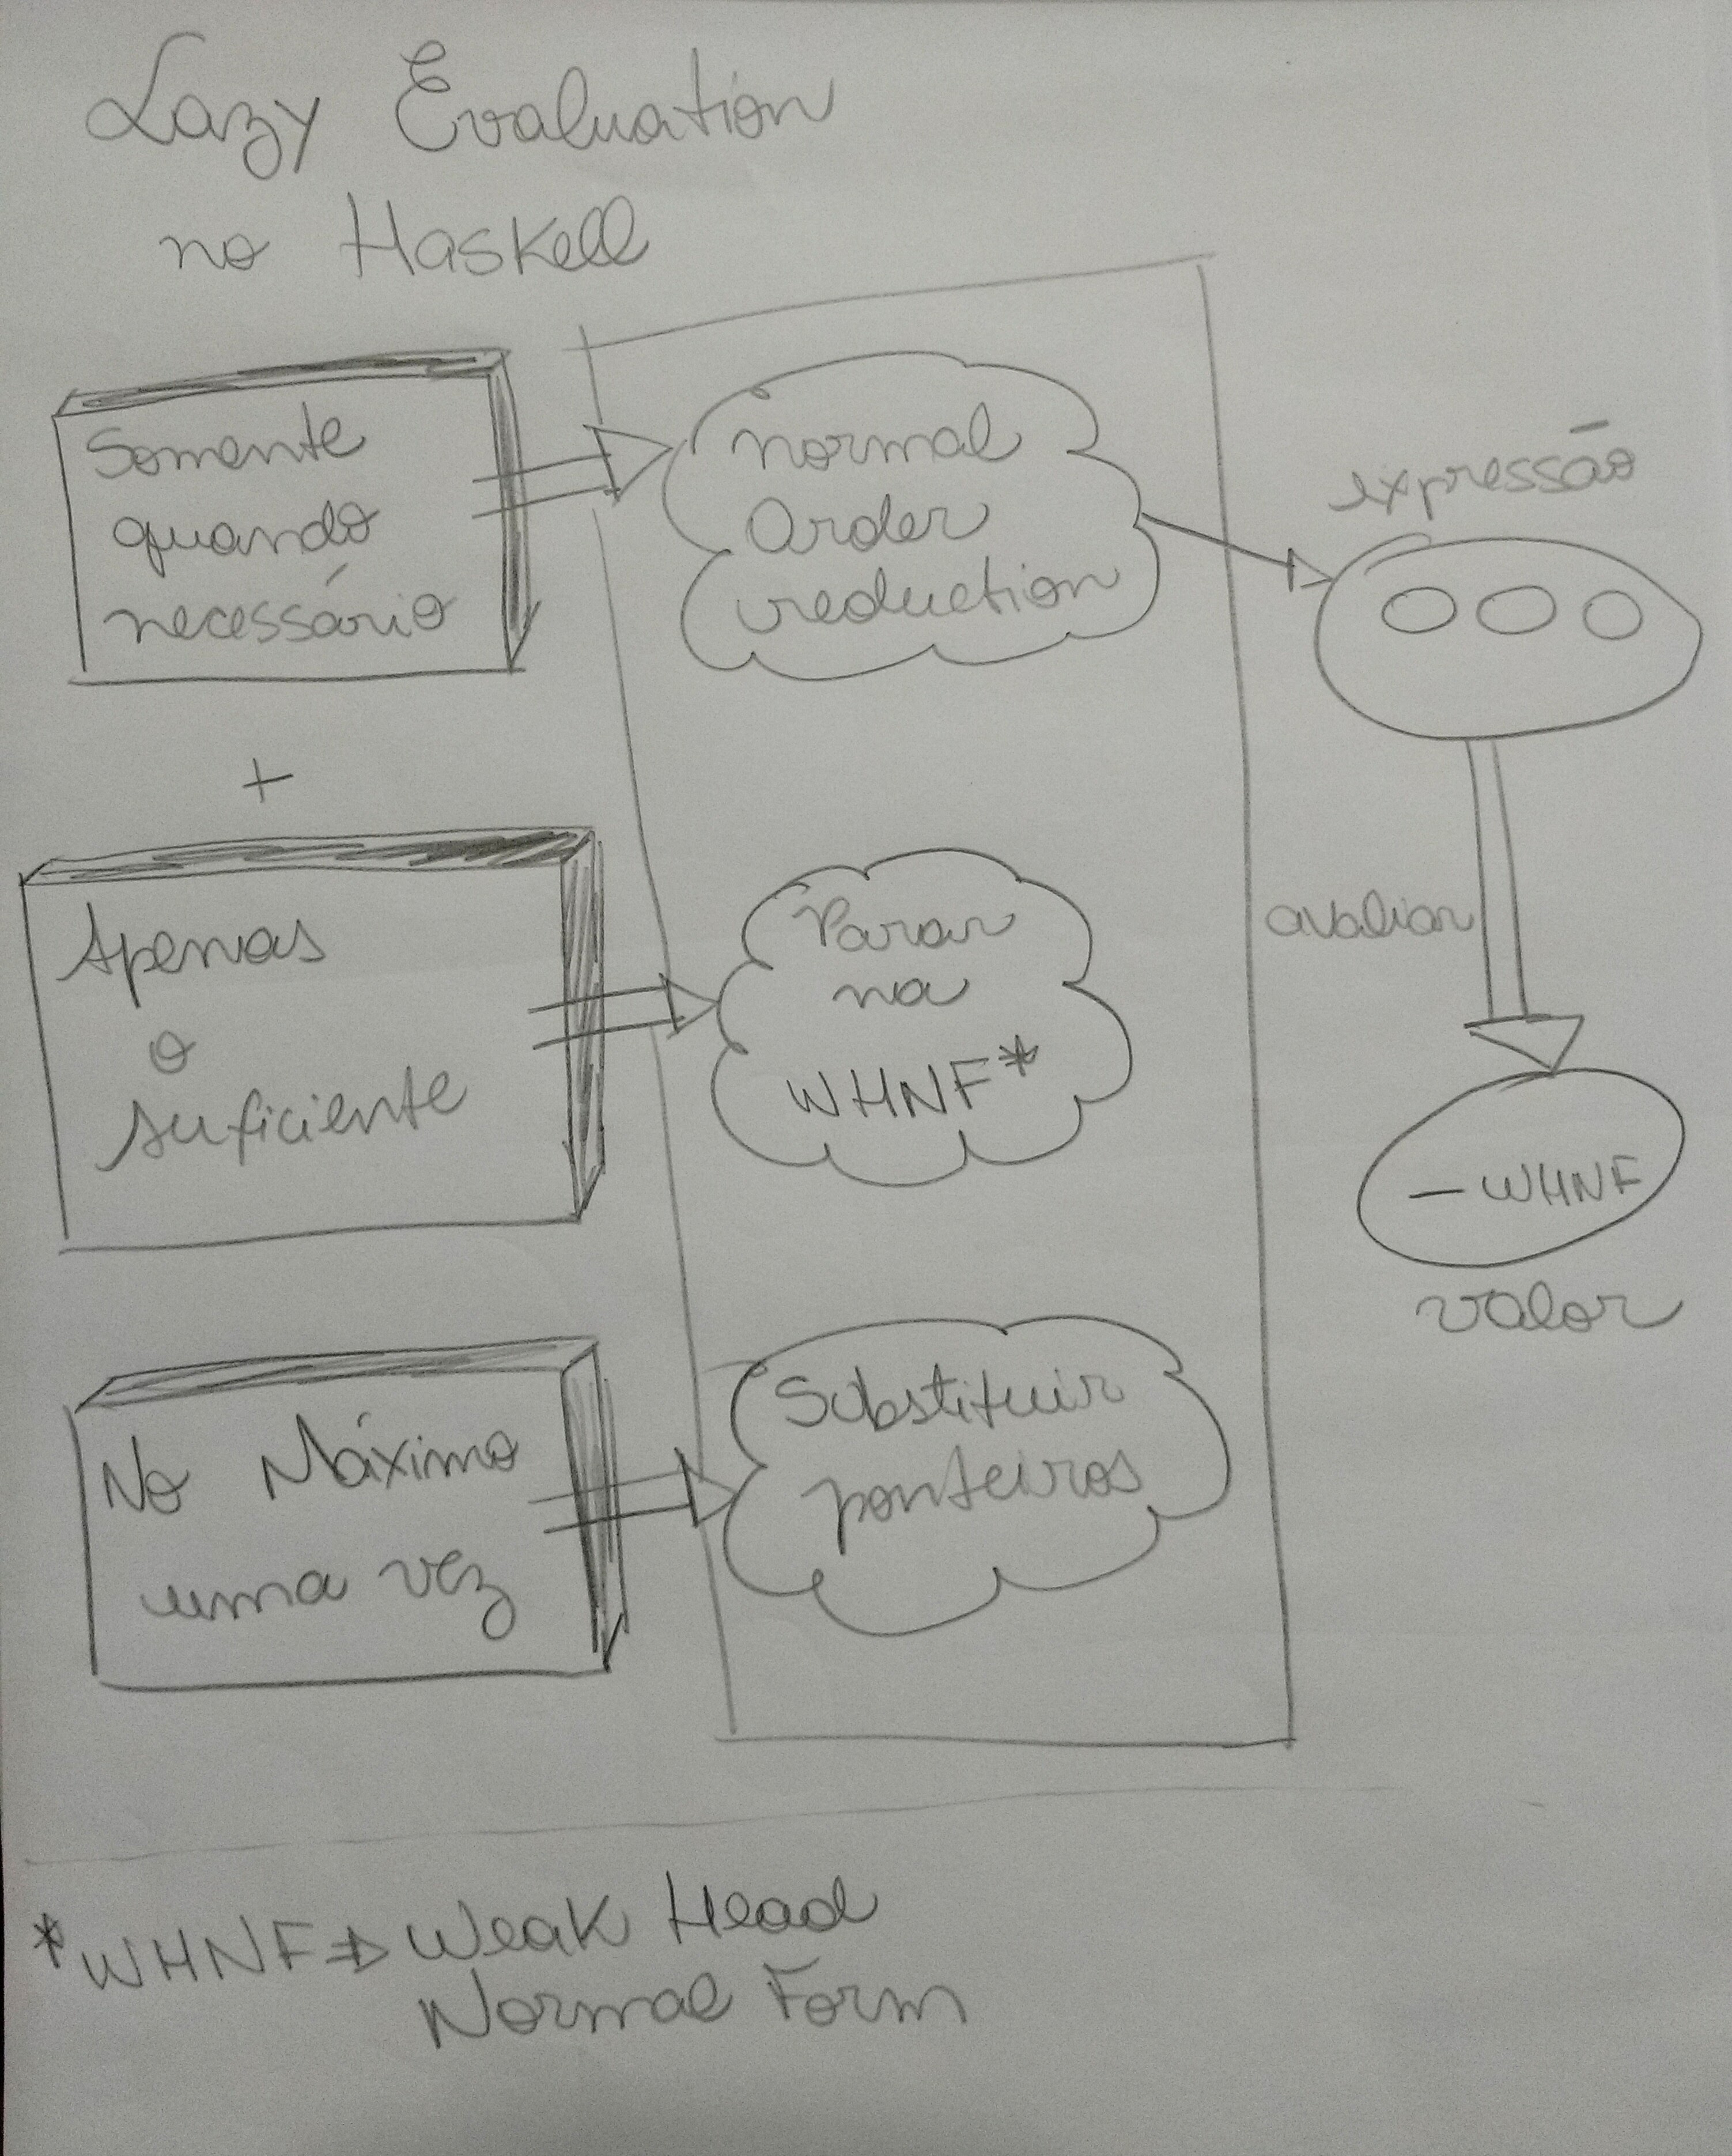 Lazy Evaluation
no Haskell
Somente
quando
necessário
normal
Order
reduction
expressão
+
Apenas
o
suficiente
Parar
na
WHNF*
avaliar
– WHNF
valor
No Máximo
uma vez
Substituir
ponteiros
*WHNF ⇒ Weak Head
Normal Form